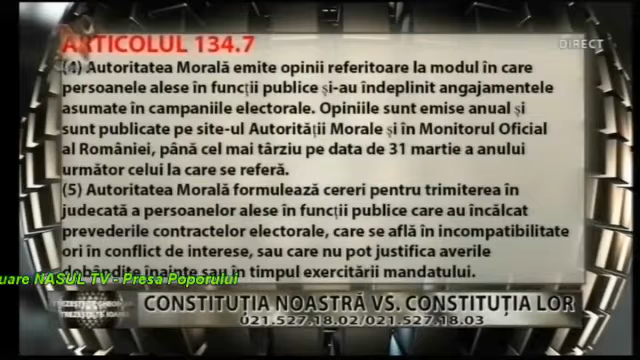 ARTICOLUL 134.7
DIRECT
(4) Autoritatea Morală emite opinii referitoare la modul în care
persoanele alese în funcții publice și-au îndeplinit angajamentele
asumate în campaniile electorale. Opiniile sunt emise anual și
sunt publicate pe site-ul Autorității Morale și în Monitorul Oficial
al României, până cel mai târziu pe data de 31 martie a anului
următor celui la care se referă.
(5) Autoritatea Morală formulează cereri pentru trimiterea în
judecată a persoanelor alese în funcții publice care au încălcat
prevederile contractelor electorale, care se află în incompatibilitate
ori în conflict de interese, sau care nu pot justifica averile
dobândite înainte sau în timpul exercitării mandatului.
uare NASUL TV - Presa Poporului
CONSTITUȚIA NOASTRĂ VS. CONSTITUȚIA LOR
021.527.18.02/021.527.18.03